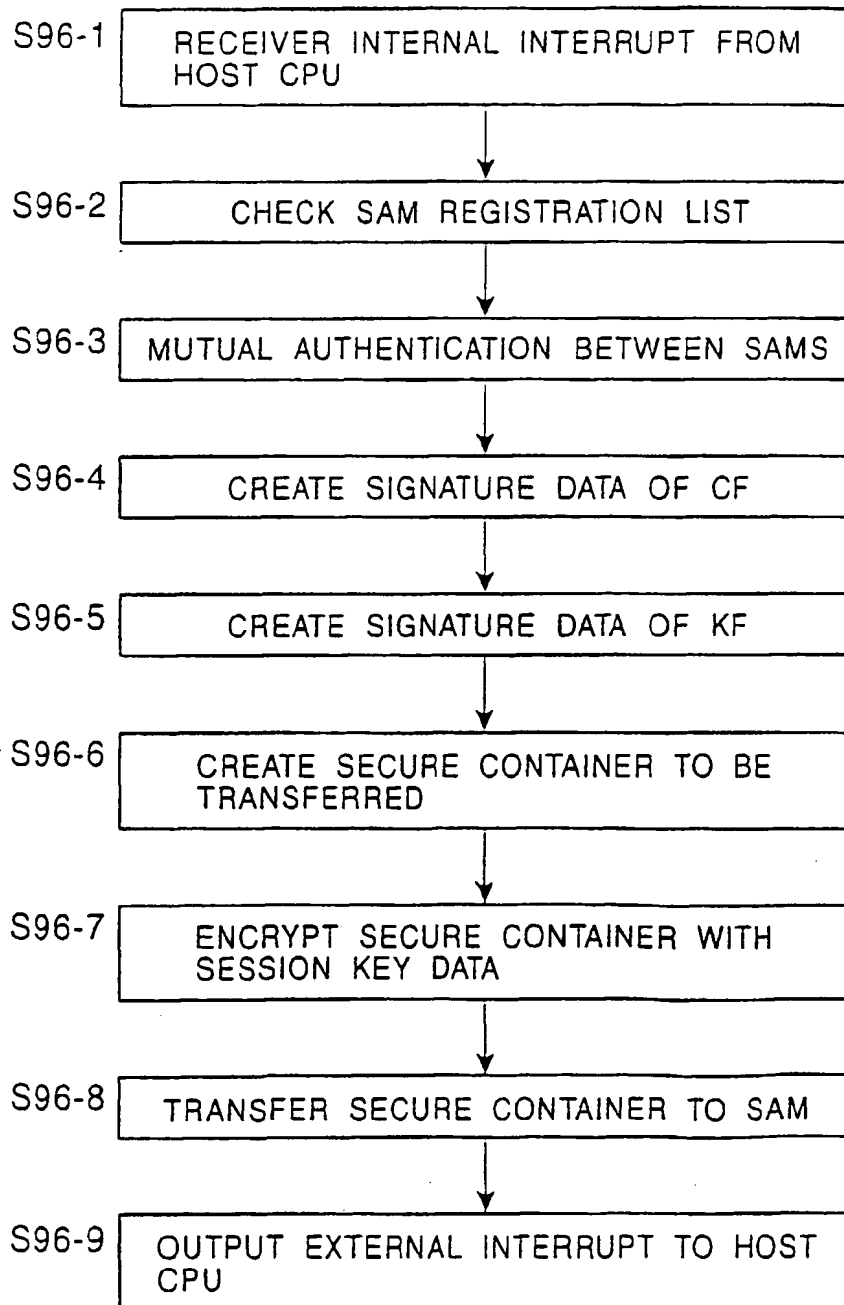 S96-1
RECEIVER INTERNAL INTERRUPT FROM
HOST CPU
S96-2
CHECK SAM REGISTRATION LIST
S96-3
MUTUAL AUTHENTICATION BETWEEN SAMS
S96-4
CREATE SIGNATURE DATA OF CF
S96-5
CREATE SIGNATURE DATA OF KF
S96-6
CREATE SECURE CONTAINER TO BE
TRANSFERRED
S96-7
ENCRYPT SECURE CONTAINER WITH
SESSION KEY DATA
S96-8
TRANSFER SECURE CONTAINER TO SAM
S96-9
OUTPUT EXTERNAL INTERRUPT TO HOST
CPU